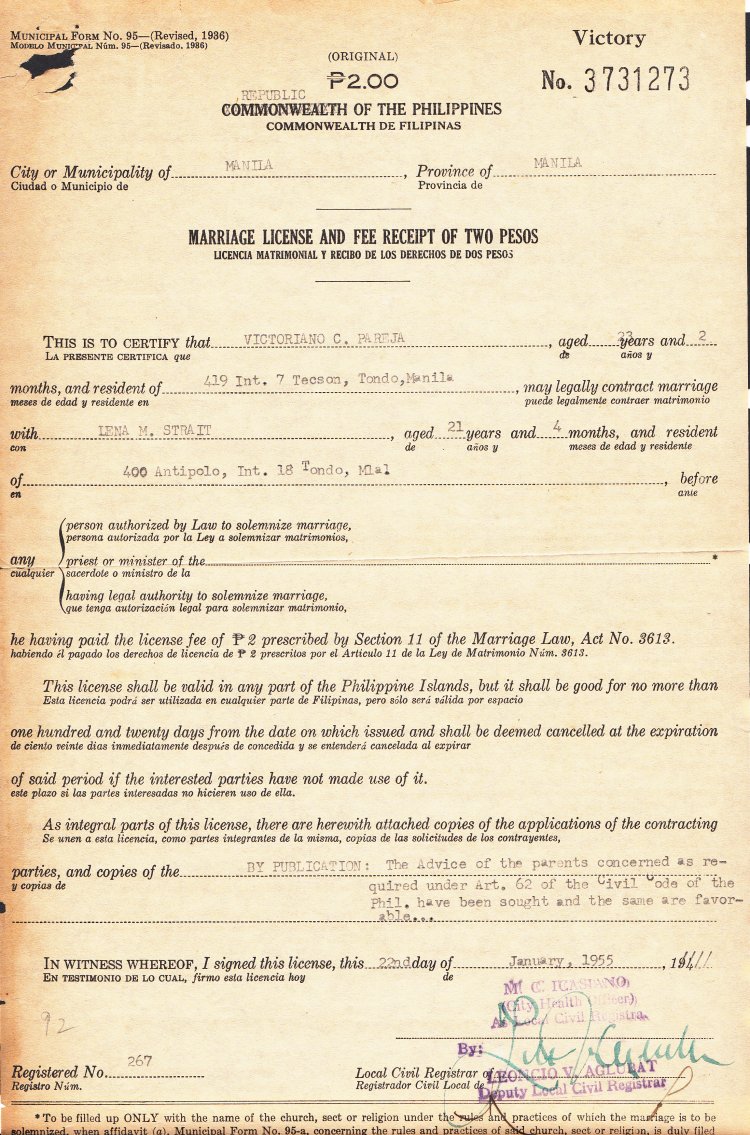 MUNICIPAL FORM NO. 95—(Revised, 1936)
MODELO MUNICIPAL Núm. 95—(Revisado, 1936)
Victory
(ORIGINAL)
₱2.00
No. 3731273
REPUBLIC
COMMONWEALTH OF THE PHILIPPINES
COMMONWEALTH DE FILIPINAS
City or Municipality of MANILA, Province of MANILA
Ciudad o Municipio de Provincia de
MARRIAGE LICENSE AND FEE RECEIPT OF TWO PESOS
LICENCIA MATRIMONIAL Y RECIBO DE LOS DERECHOS DE DOS PESOS
THIS IS TO CERTIFY that VICTORIANO C. PAREJA, aged 23 years and 2
LA PRESENTE CERTIFICA que de años y
months, and resident of 419 Int. 7 Tecson, Tondo,Manila, may legally contract marriage
meses de edad y residente en puede legalmente contraer matrimonio
with LENA M. STRAIT, aged 21 years and 4 months, and resident
con de años y meses de edad y residente
of 400 Antipolo, Int. 18 Tondo, Mlal, before
en ante
person authorized by Law to solemnize marriage,
persona autorizada por la Ley a solemnizar matrimonios,
any priest or minister of the *
cualquier sacerdote o ministro de la
having legal authority to solemnize marriage,
que tenga autorización legal para solemnizar matrimonio,
he having paid the license fee of ₱2 prescribed by Section 11 of the Marriage Law, Act No. 3613.
habiendo él pagado los derechos de licencia de ₱2 prescritos por el Artículo 11 de la Ley de Matrimonio Núm. 3613.
This license shall be valid in any part of the Philippine Islands, but it shall be good for no more than
Esta licencia podrá ser utilizada en cualquier parte de Filipinas, pero sólo será válida por espacio
one hundred and twenty days from the date on which issued and shall be deemed cancelled at the expiration
de ciento veinte dias inmediatamente después de concedida y se entenderá cancelada al expirar
of said period if the interested parties have not made use of it.
este plazo si las partes interesadas no hicieren uso de ella.
As integral parts of this license, there are herewith attached copies of the applications of the contracting
Se unen a esta licencia, como partes integrantes de la misma, copias de las solicitudes de los contrayentes,
parties, and copies of the BY PUBLICATION: The Advice of the parents concerned as re-
y copias de quired under Art. 62 of the Civil Code of the
Phil. have been sought and the same are favor-
able...
IN WITNESS WHEREOF, I signed this license, this 22nd day of January, 1955, 194
EN TESTIMONIO DE LO CUAL, firmo esta licencia hoy de
M. C. ICASIANO
(City Health Officer)
As Local Civil Registrar
92
By:
Registered No. 267 Local Civil Registrar of
Registro Núm. Registrador Civil Local de
LEONCIO V. AGLUBAT
Deputy Local Civil Registrar
* To be filled up ONLY with the name of the church, sect or religion under the rules and practices of which the marriage is to be
solemnized, when affidavit (a), Municipal Form No. 95-a, concerning the rules and practices of said church, sect or religion, is duly filed